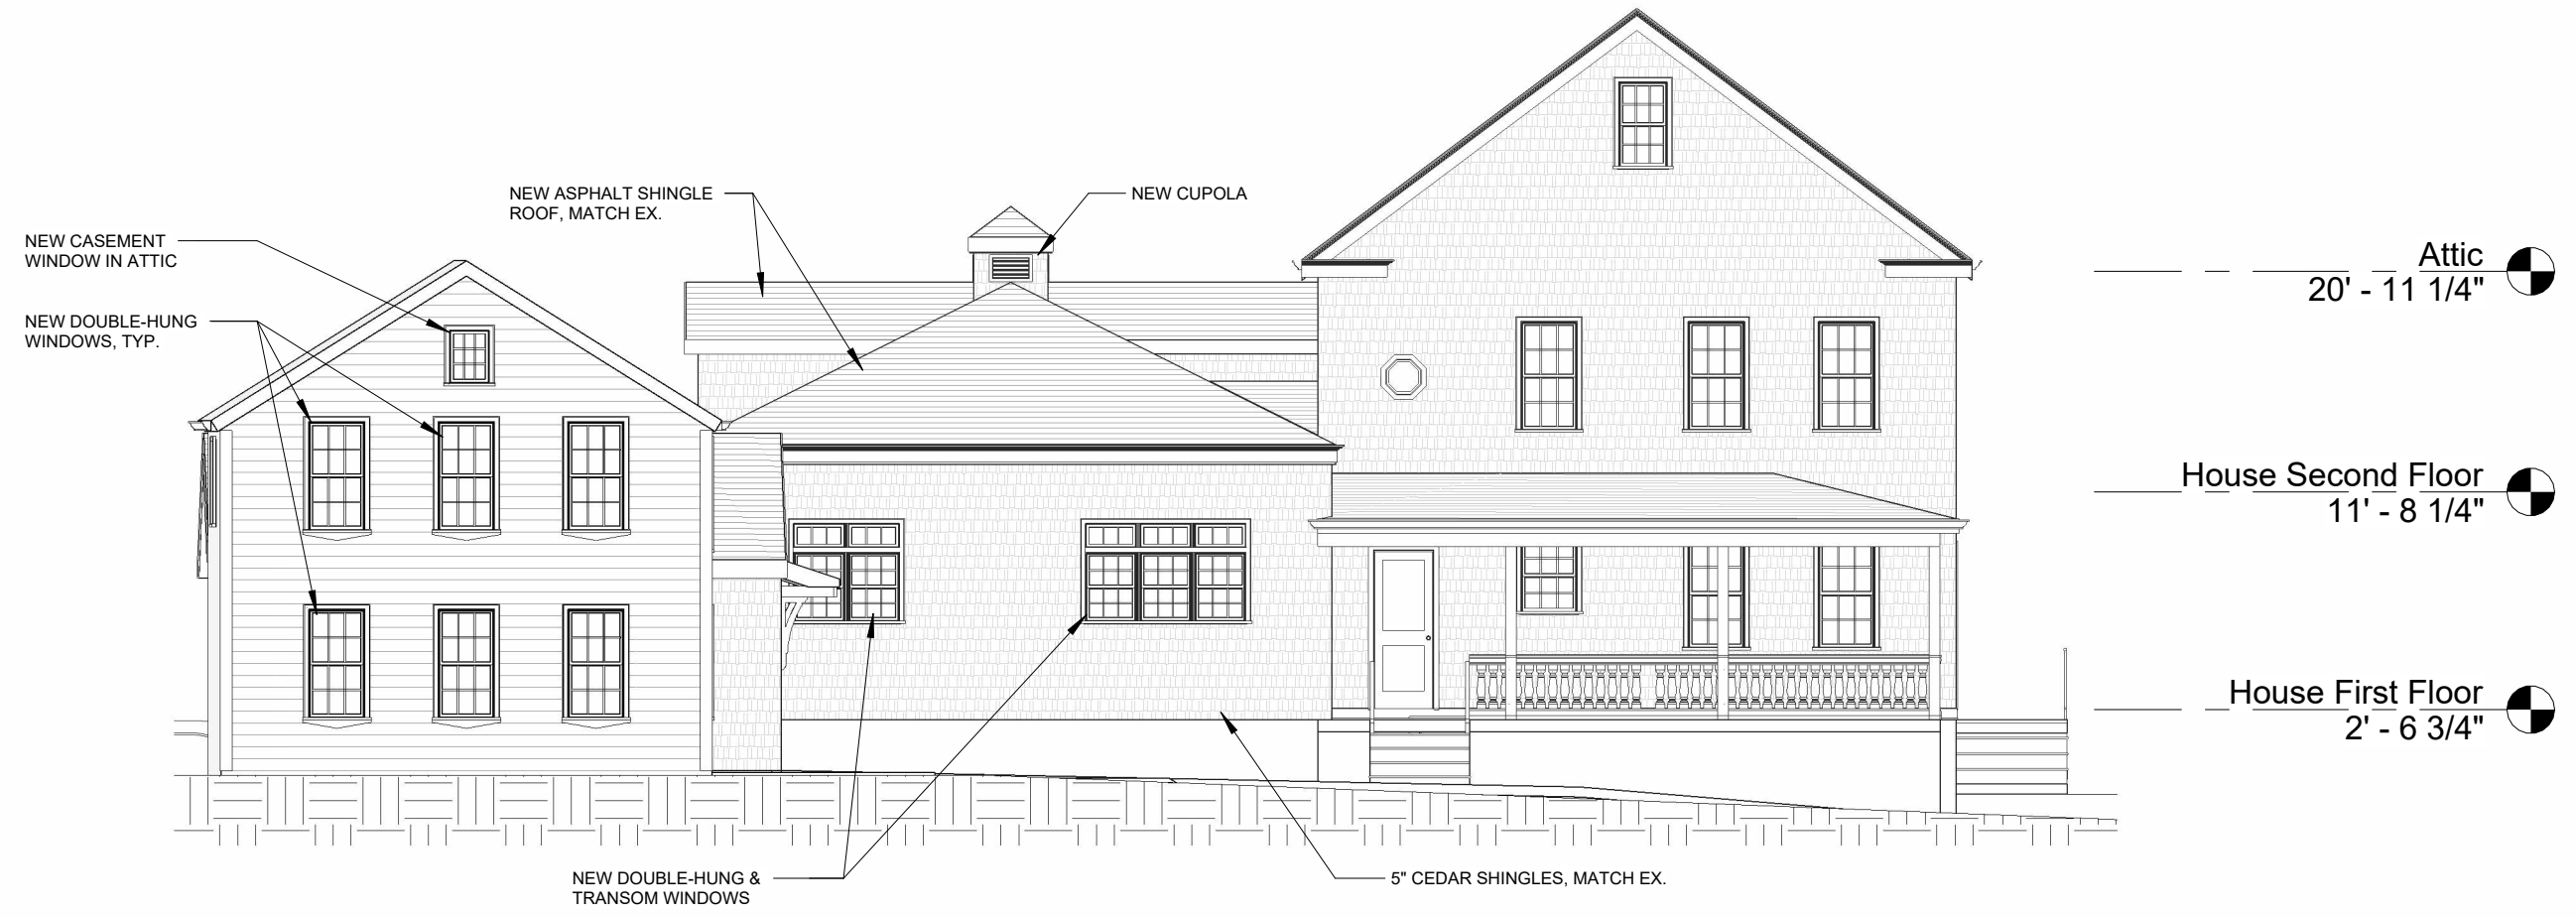 NEW ASPHALT SHINGLE
ROOF, MATCH EX.
NEW CUPOLA
NEW CASEMENT
WINDOW IN ATTIC
NEW DOUBLE-HUNG
WINDOWS, TYP.
Attic
20' - 11 1/4"
House Second Floor
11' - 8 1/4"
House First Floor
2' - 6 3/4"
NEW DOUBLE-HUNG &
TRANSOM WINDOWS
5" CEDAR SHINGLES, MATCH EX.